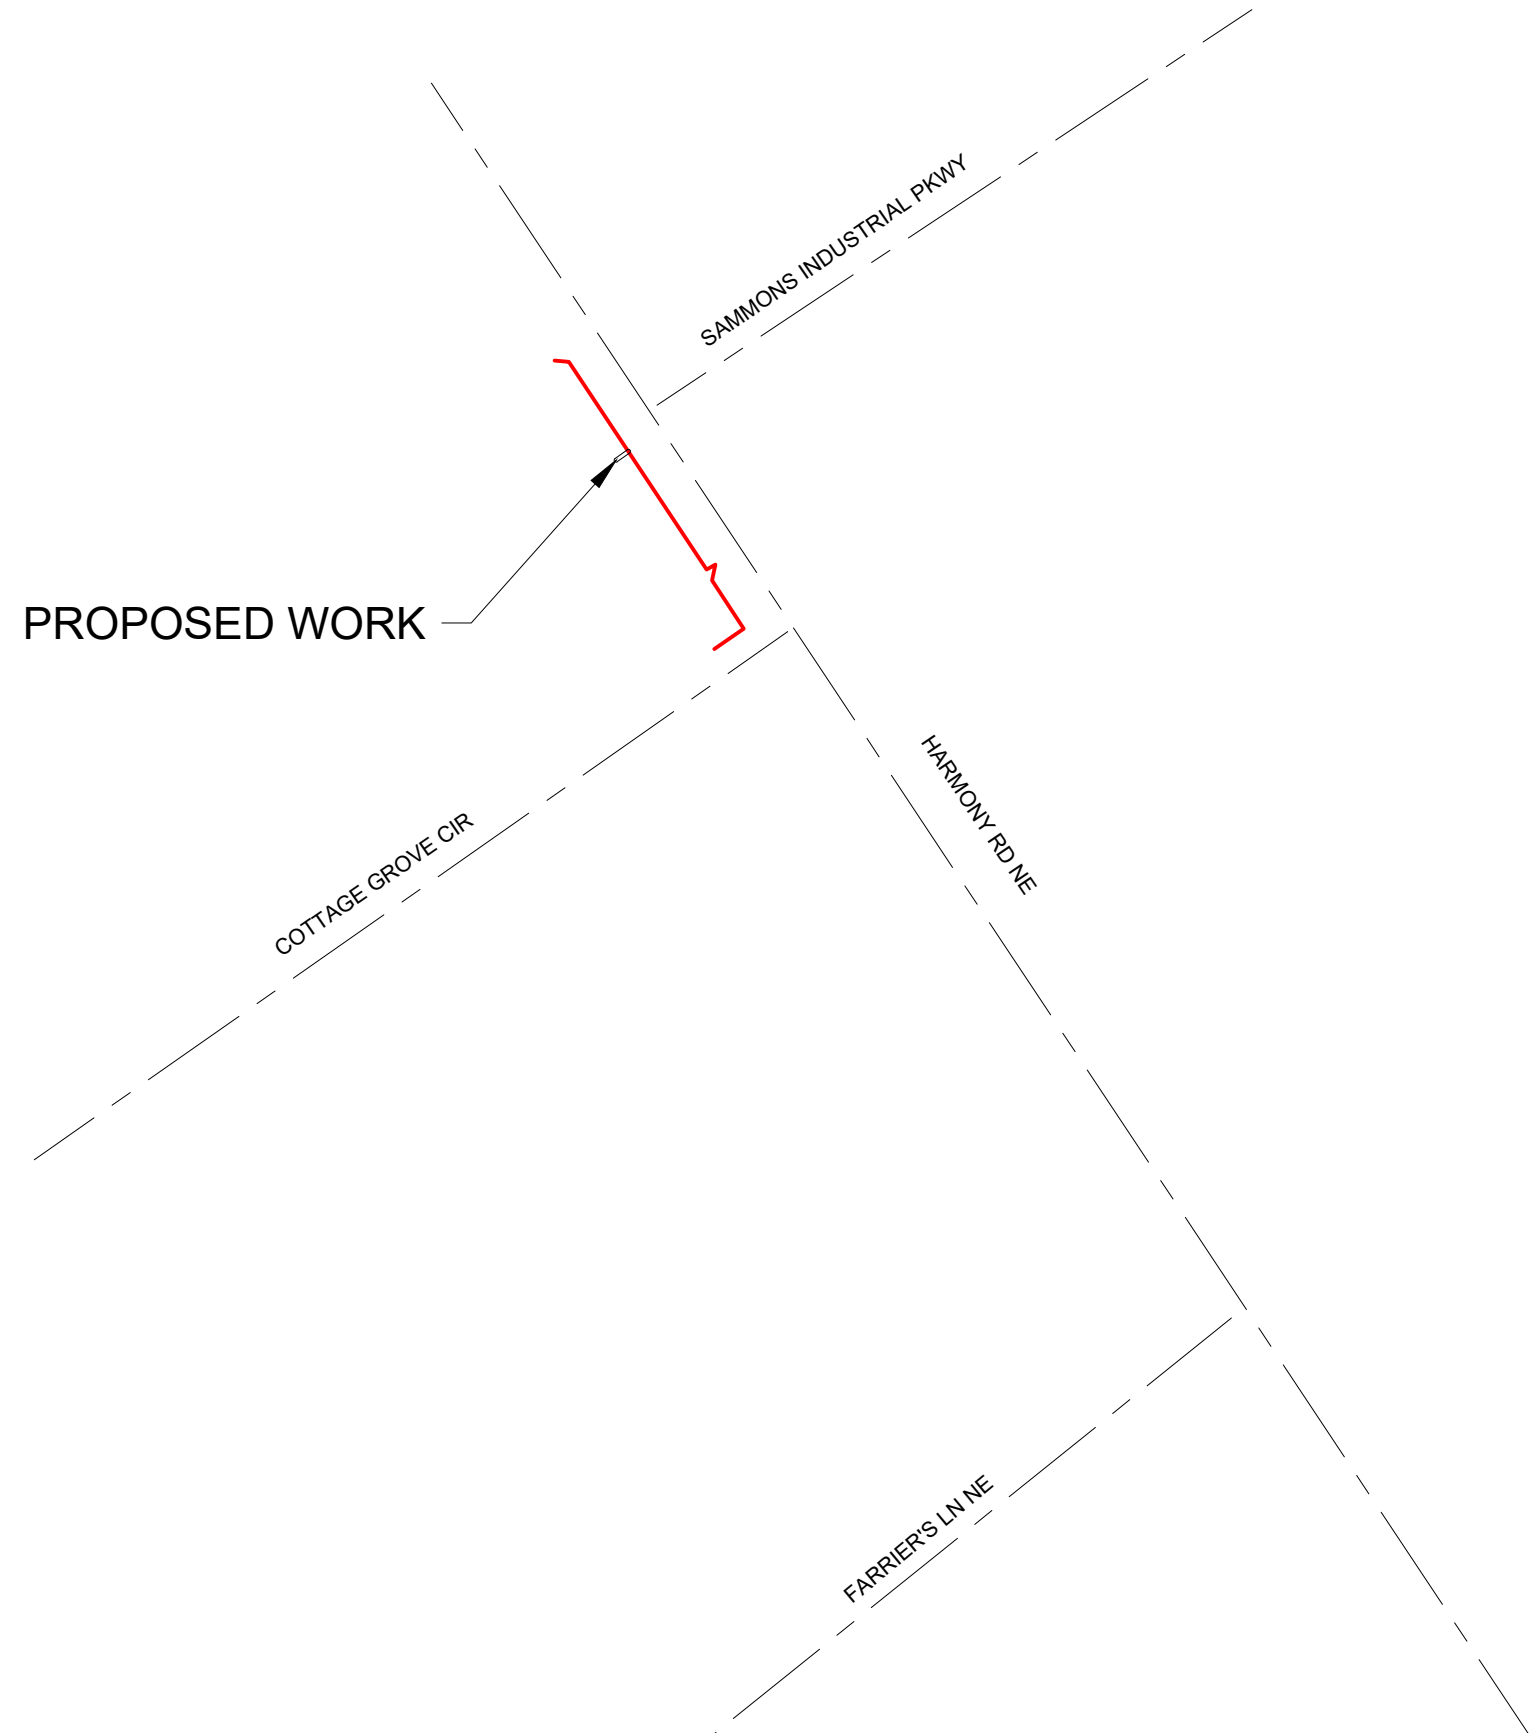 SAMMONS INDUSTRIAL PKWY
PROPOSED WORK
HARMONY RD NE
COTTAGE GROVE CIR
FARRIER'S LN NE